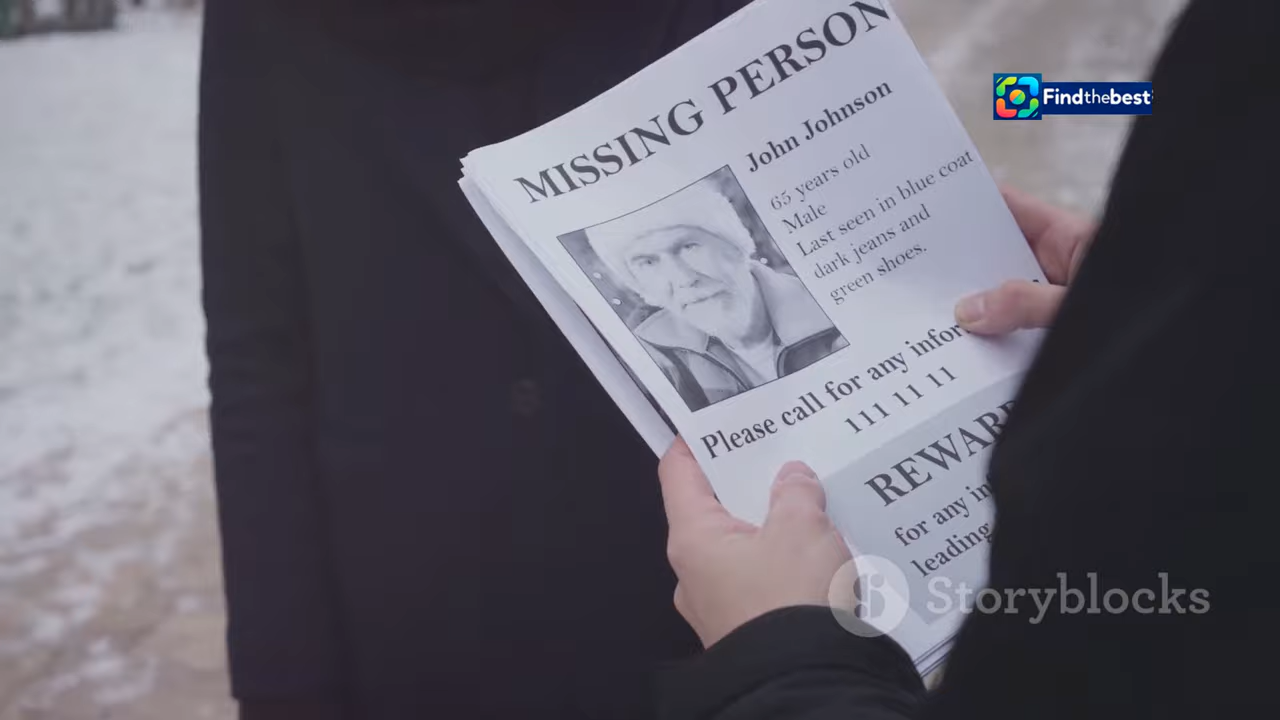 MISSING PERSON
John Johnson
65 years old
Male
Last seen in blue coat
dark jeans and
green shoes.
Please call for any infor
111 11 11
REWARD
for any in
leading
Findthebest
Storyblocks